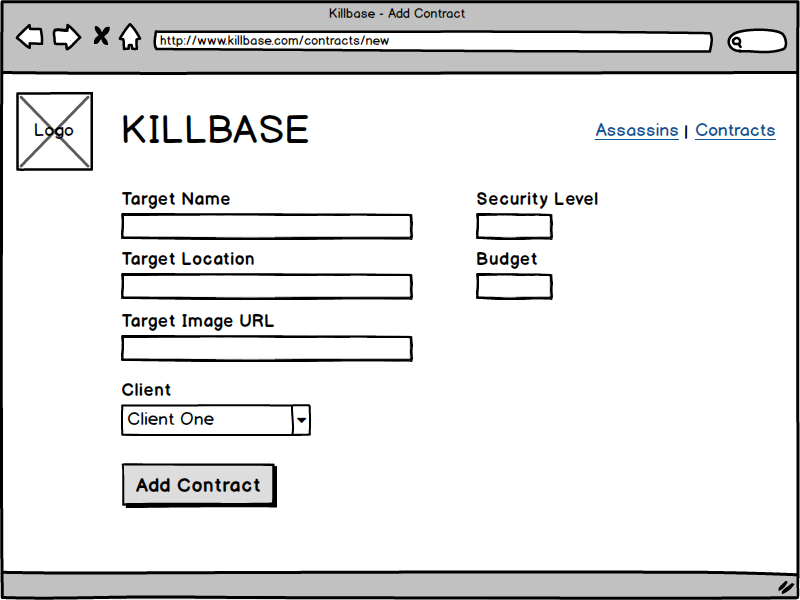 Killbase - Add Contract
http://www.killbase.com/contracts/new
Logo
KILLBASE
Assassins | Contracts
Target Name
Security Level
Target Location
Budget
Target Image URL
Client
Client One
Add Contract